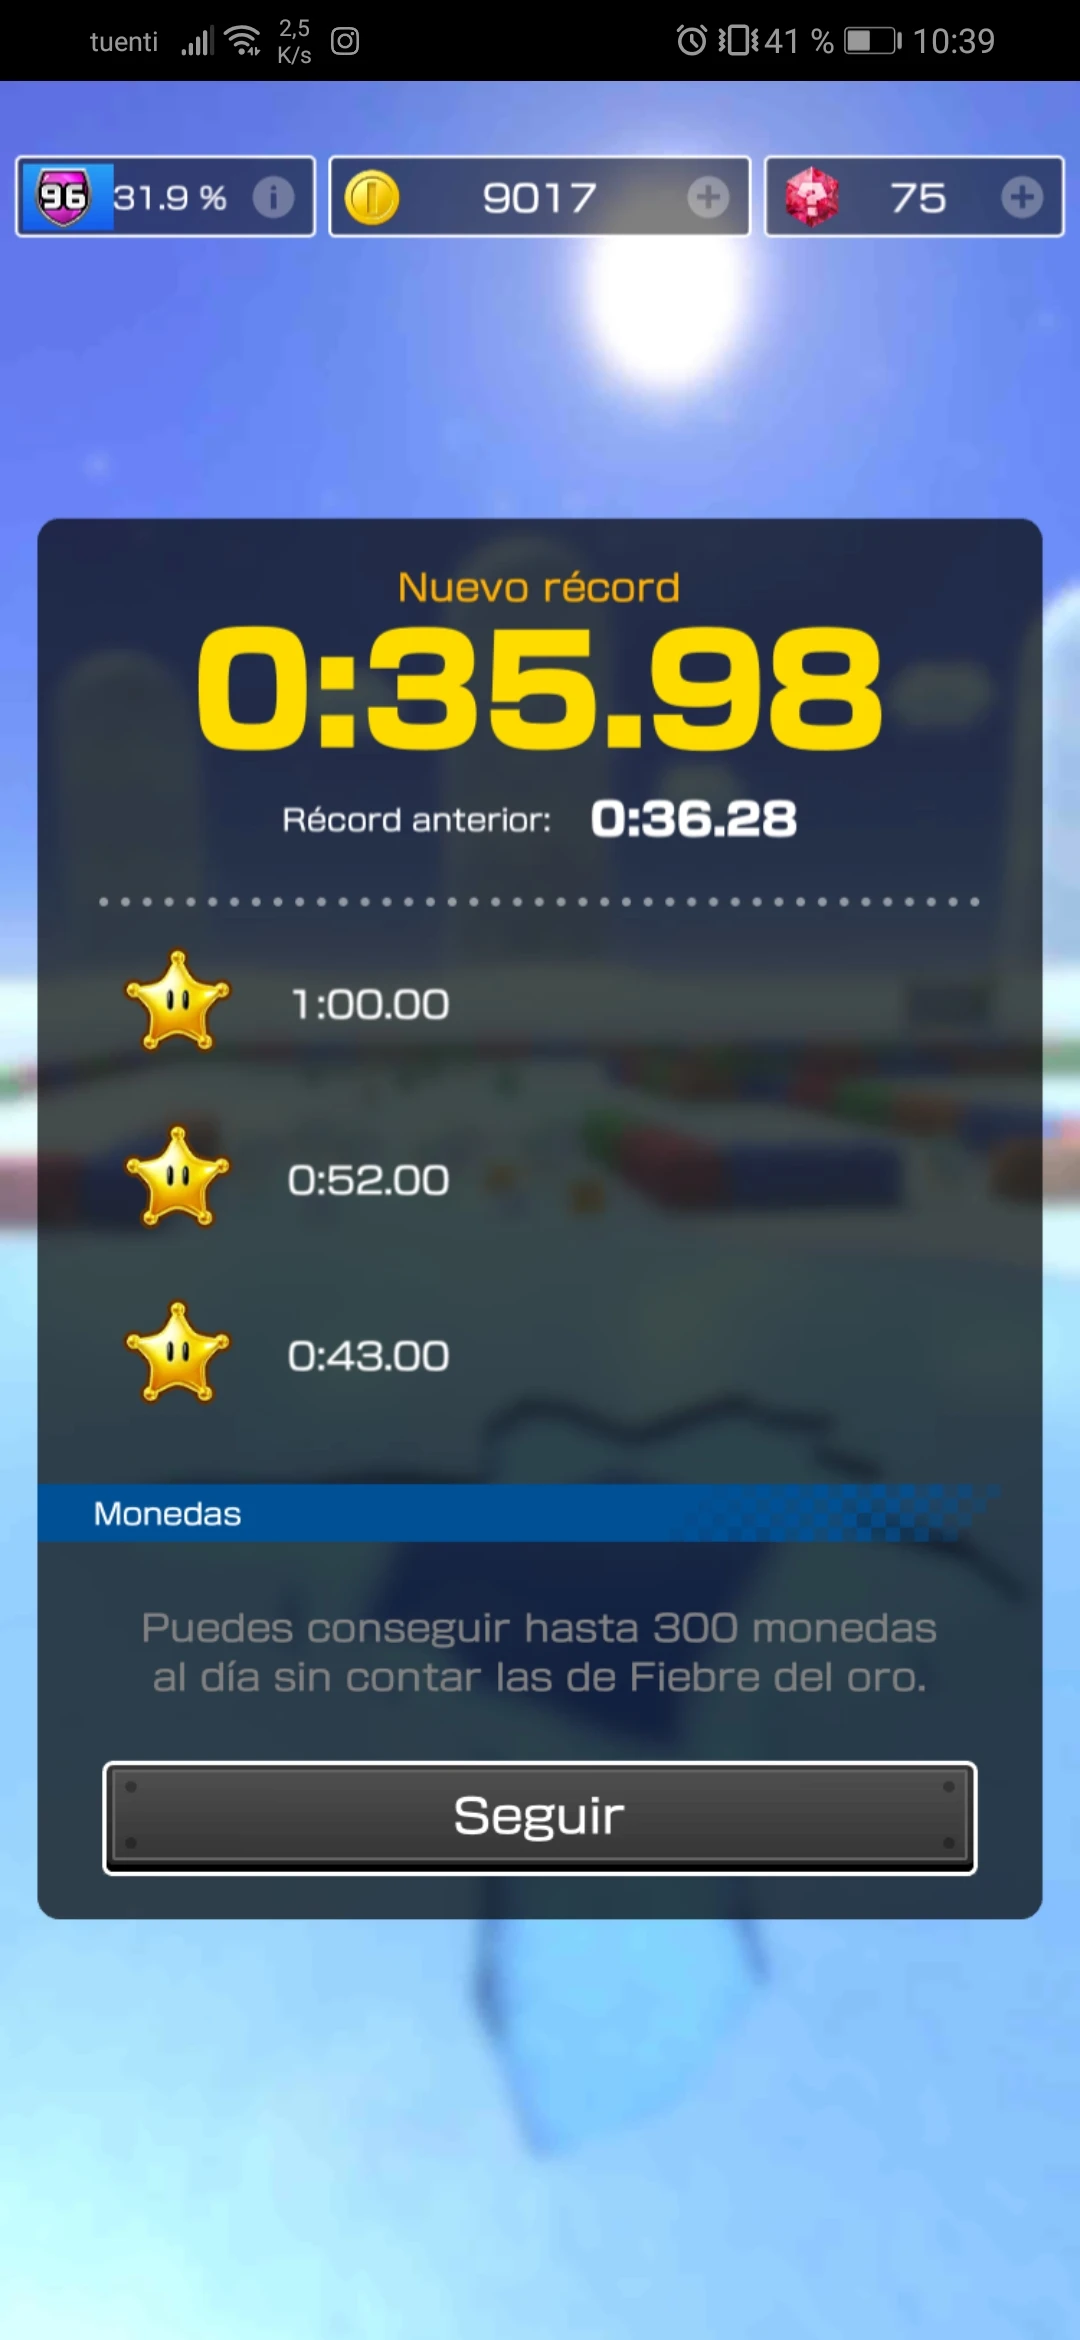 tuenti 2,5 K/s 41 % 10:39
96 31.9 % 9017 75
Nuevo récord
0:35.98
Récord anterior: 0:36.28
1:00.00
0:52.00
0:43.00
Monedas
Puedes conseguir hasta 300 monedas
al día sin contar las de Fiebre del oro.
Seguir